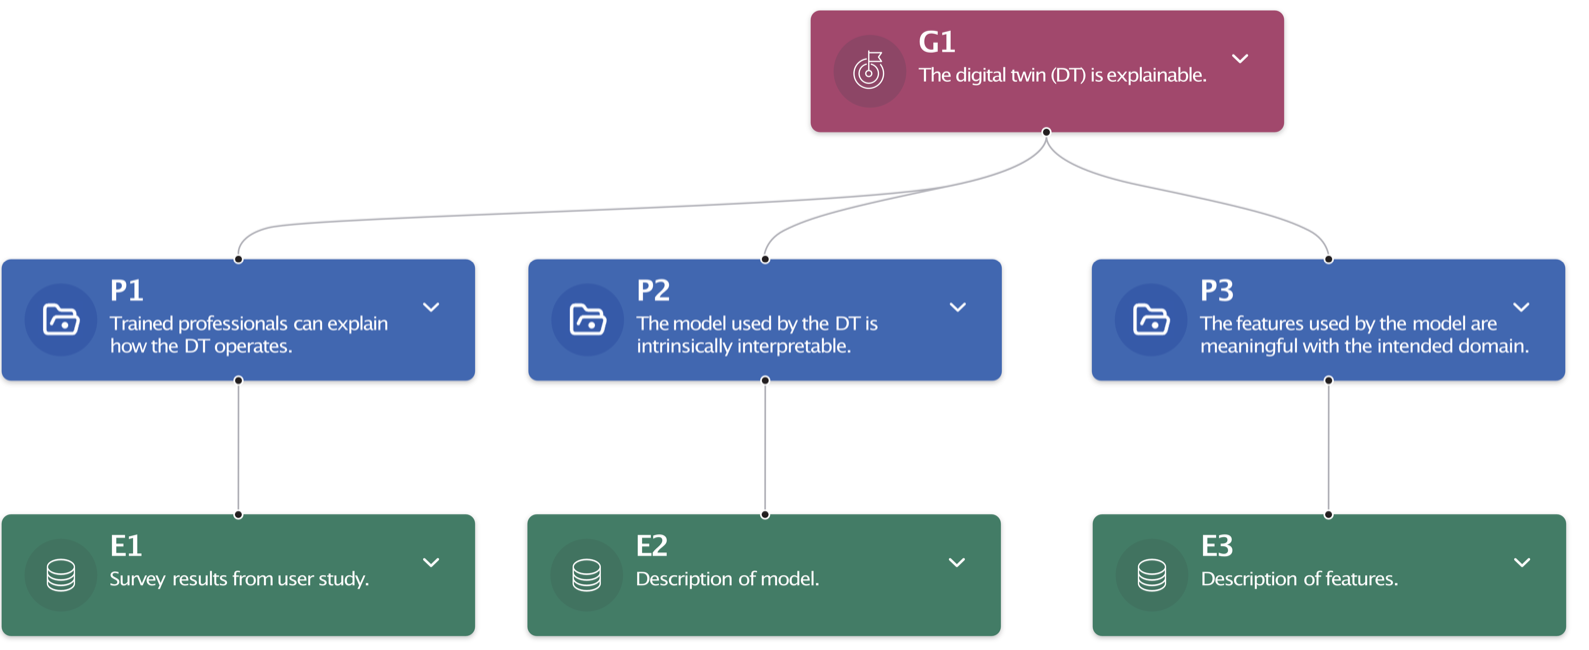 G1
The digital twin (DT) is explainable.
P1
Trained professionals can explain
how the DT operates.
P2
The model used by the DT is
intrinsically interpretable.
P3
The features used by the model are
meaningful with the intended domain.
E1
Survey results from user study.
E2
Description of model.
E3
Description of features.